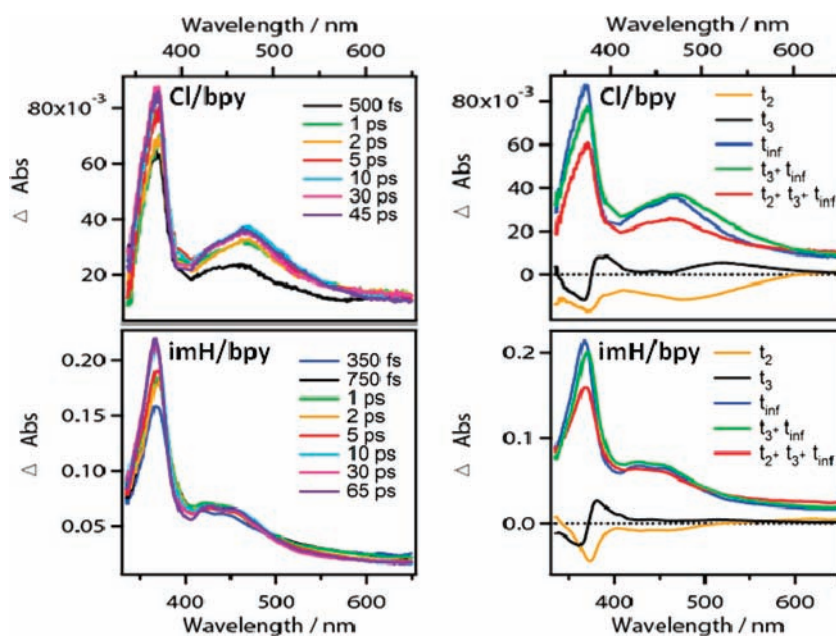 Wavelength / nm
400 500 600
80x10⁻³
60
40
20
Δ Abs
Cl/bpy
500 fs
1 ps
2 ps
5 ps
10 ps
30 ps
45 ps
0.20
0.15
0.10
0.05
Δ Abs
imH/bpy
350 fs
750 fs
1 ps
2 ps
5 ps
10 ps
30 ps
65 ps
400 500 600
Wavelength / nm
Wavelength / nm
400 500 600
80x10⁻³
60
40
20
0
Δ Abs
Cl/bpy
t₂
t₃
t_inf
t₃+ t_inf
t₂+ t₃+ t_inf
0.2
0.1
0.0
Δ Abs
imH/bpy
t₂
t₃
t_inf
t₃+ t_inf
t₂+ t₃+ t_inf
400 500 600
Wavelength / nm